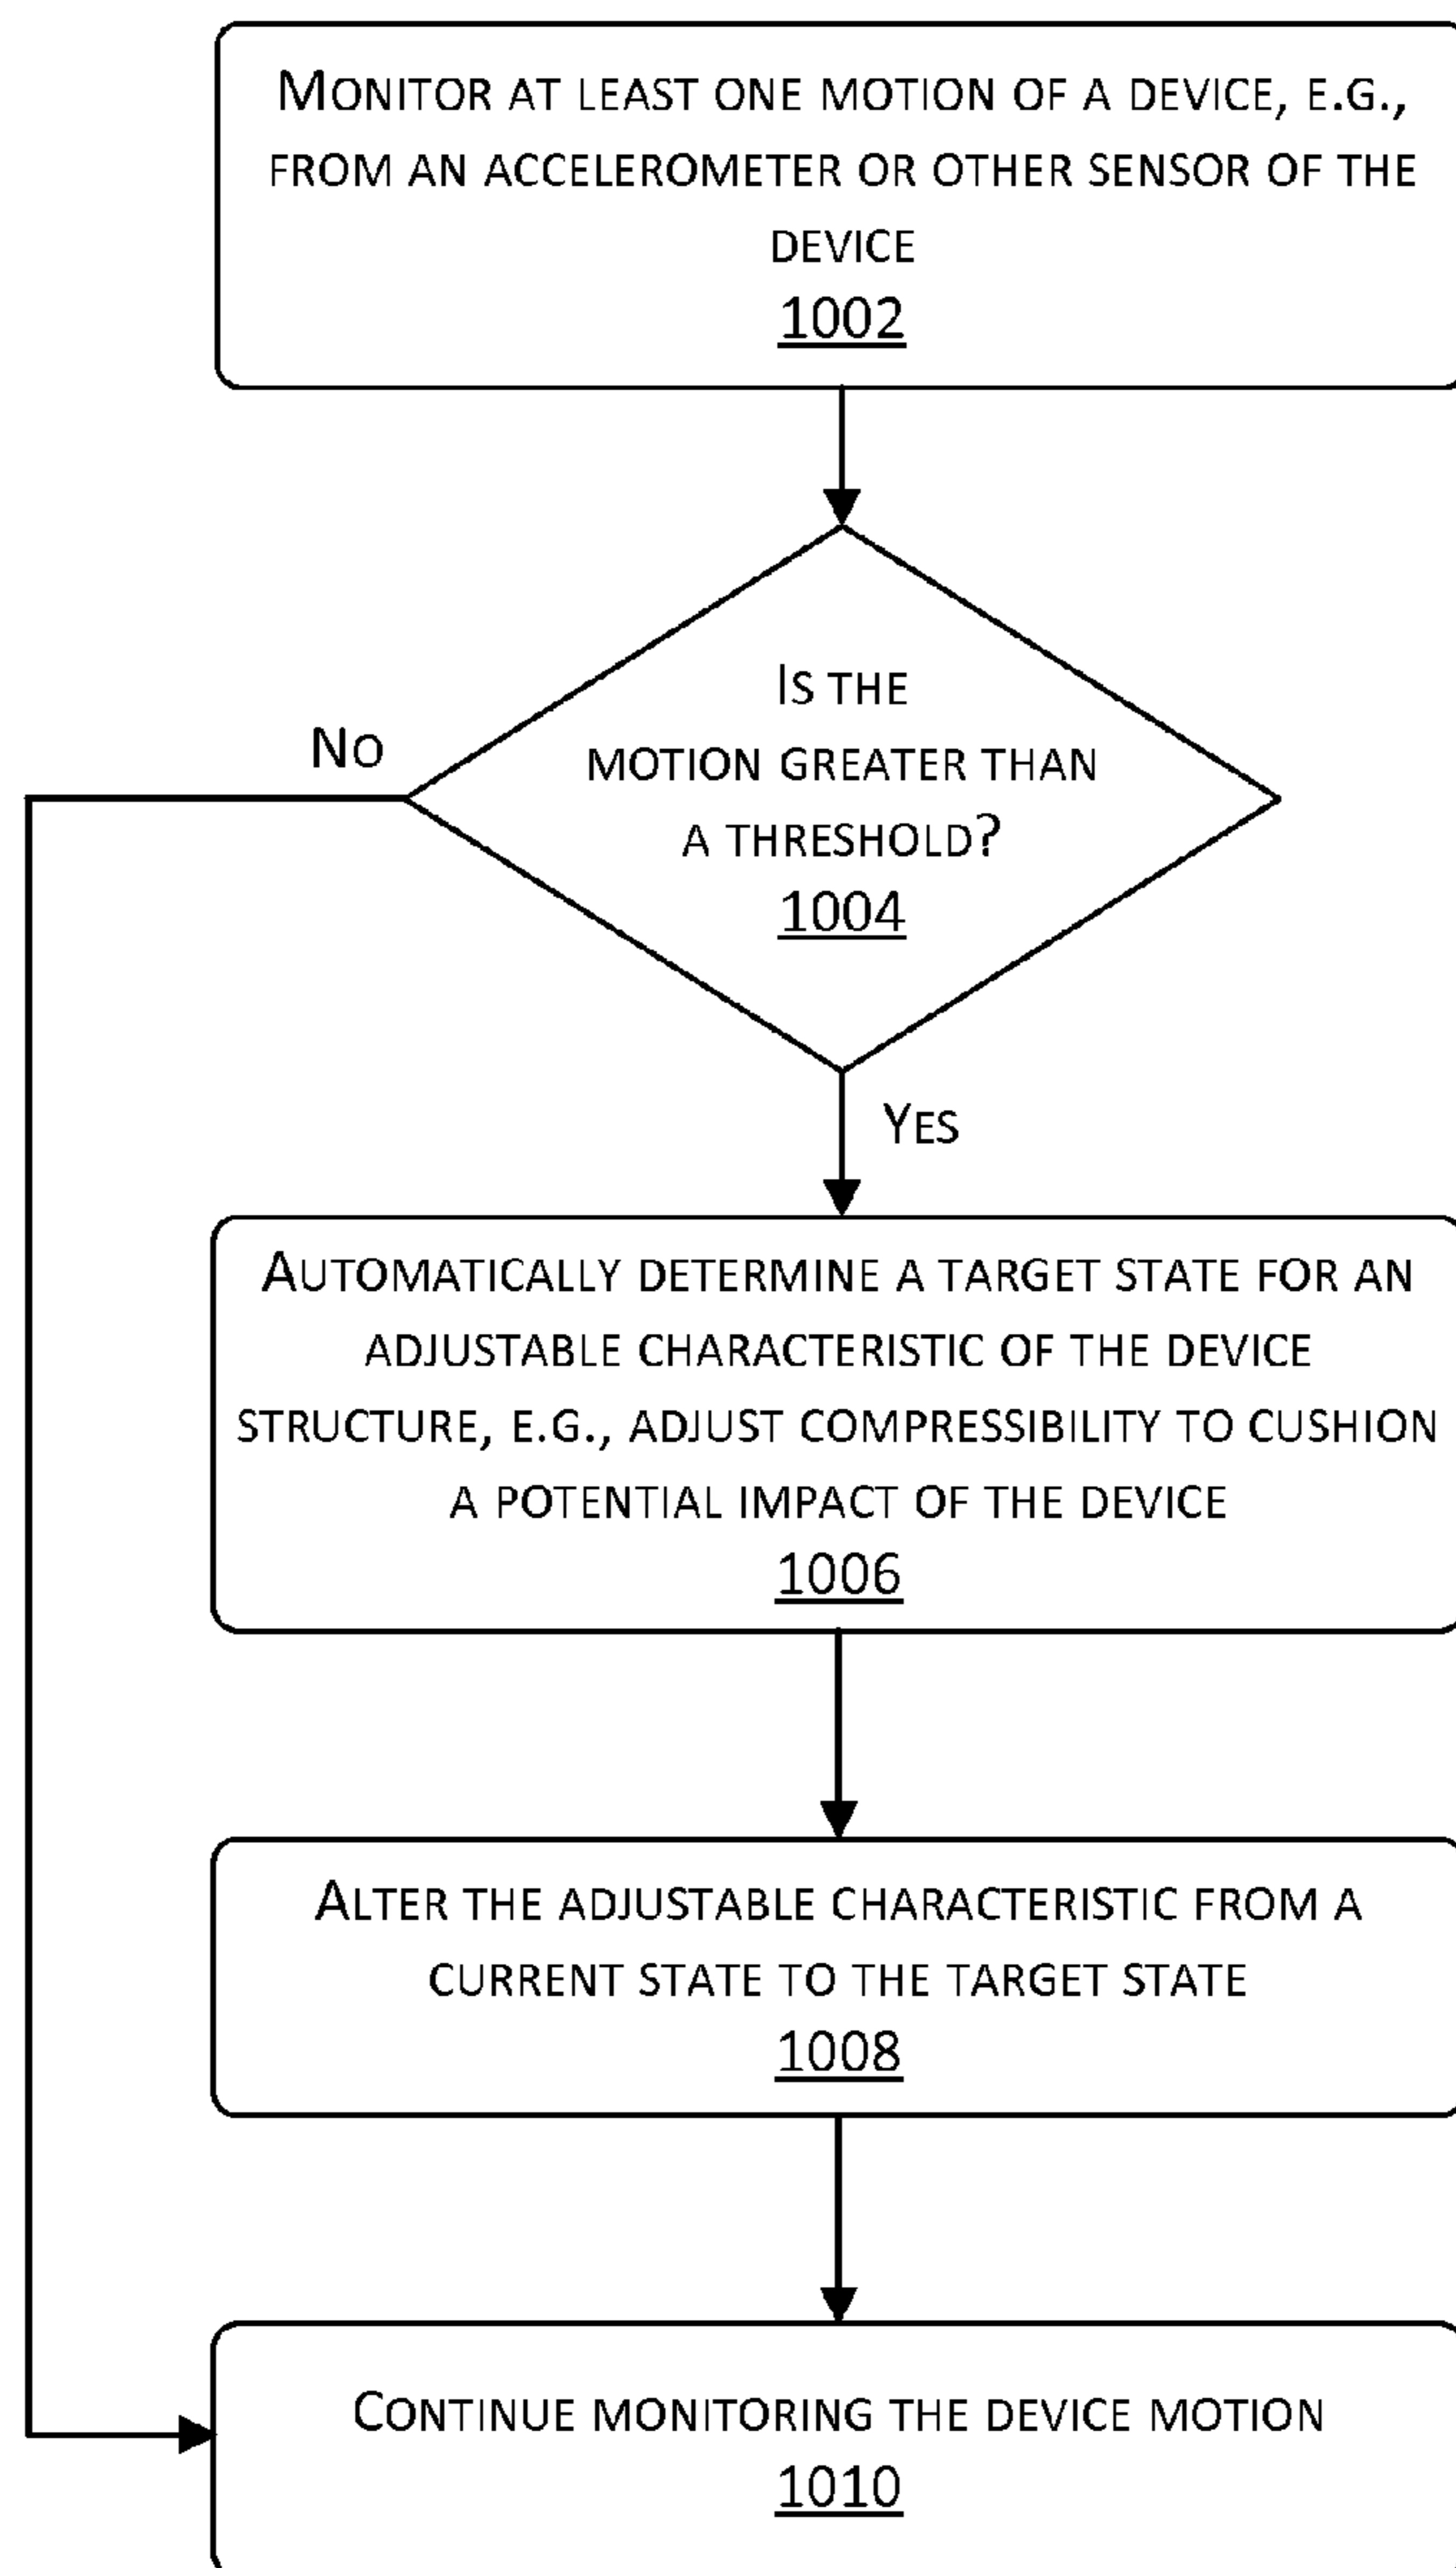 MONITOR AT LEAST ONE MOTION OF A DEVICE, E.G.,
FROM AN ACCELEROMETER OR OTHER SENSOR OF THE
DEVICE
1002
IS THE
MOTION GREATER THAN
A THRESHOLD?
1004
NO
YES
AUTOMATICALLY DETERMINE A TARGET STATE FOR AN
ADJUSTABLE CHARACTERISTIC OF THE DEVICE
STRUCTURE, E.G., ADJUST COMPRESSIBILITY TO CUSHION
A POTENTIAL IMPACT OF THE DEVICE
1006
ALTER THE ADJUSTABLE CHARACTERISTIC FROM A
CURRENT STATE TO THE TARGET STATE
1008
CONTINUE MONITORING THE DEVICE MOTION
1010